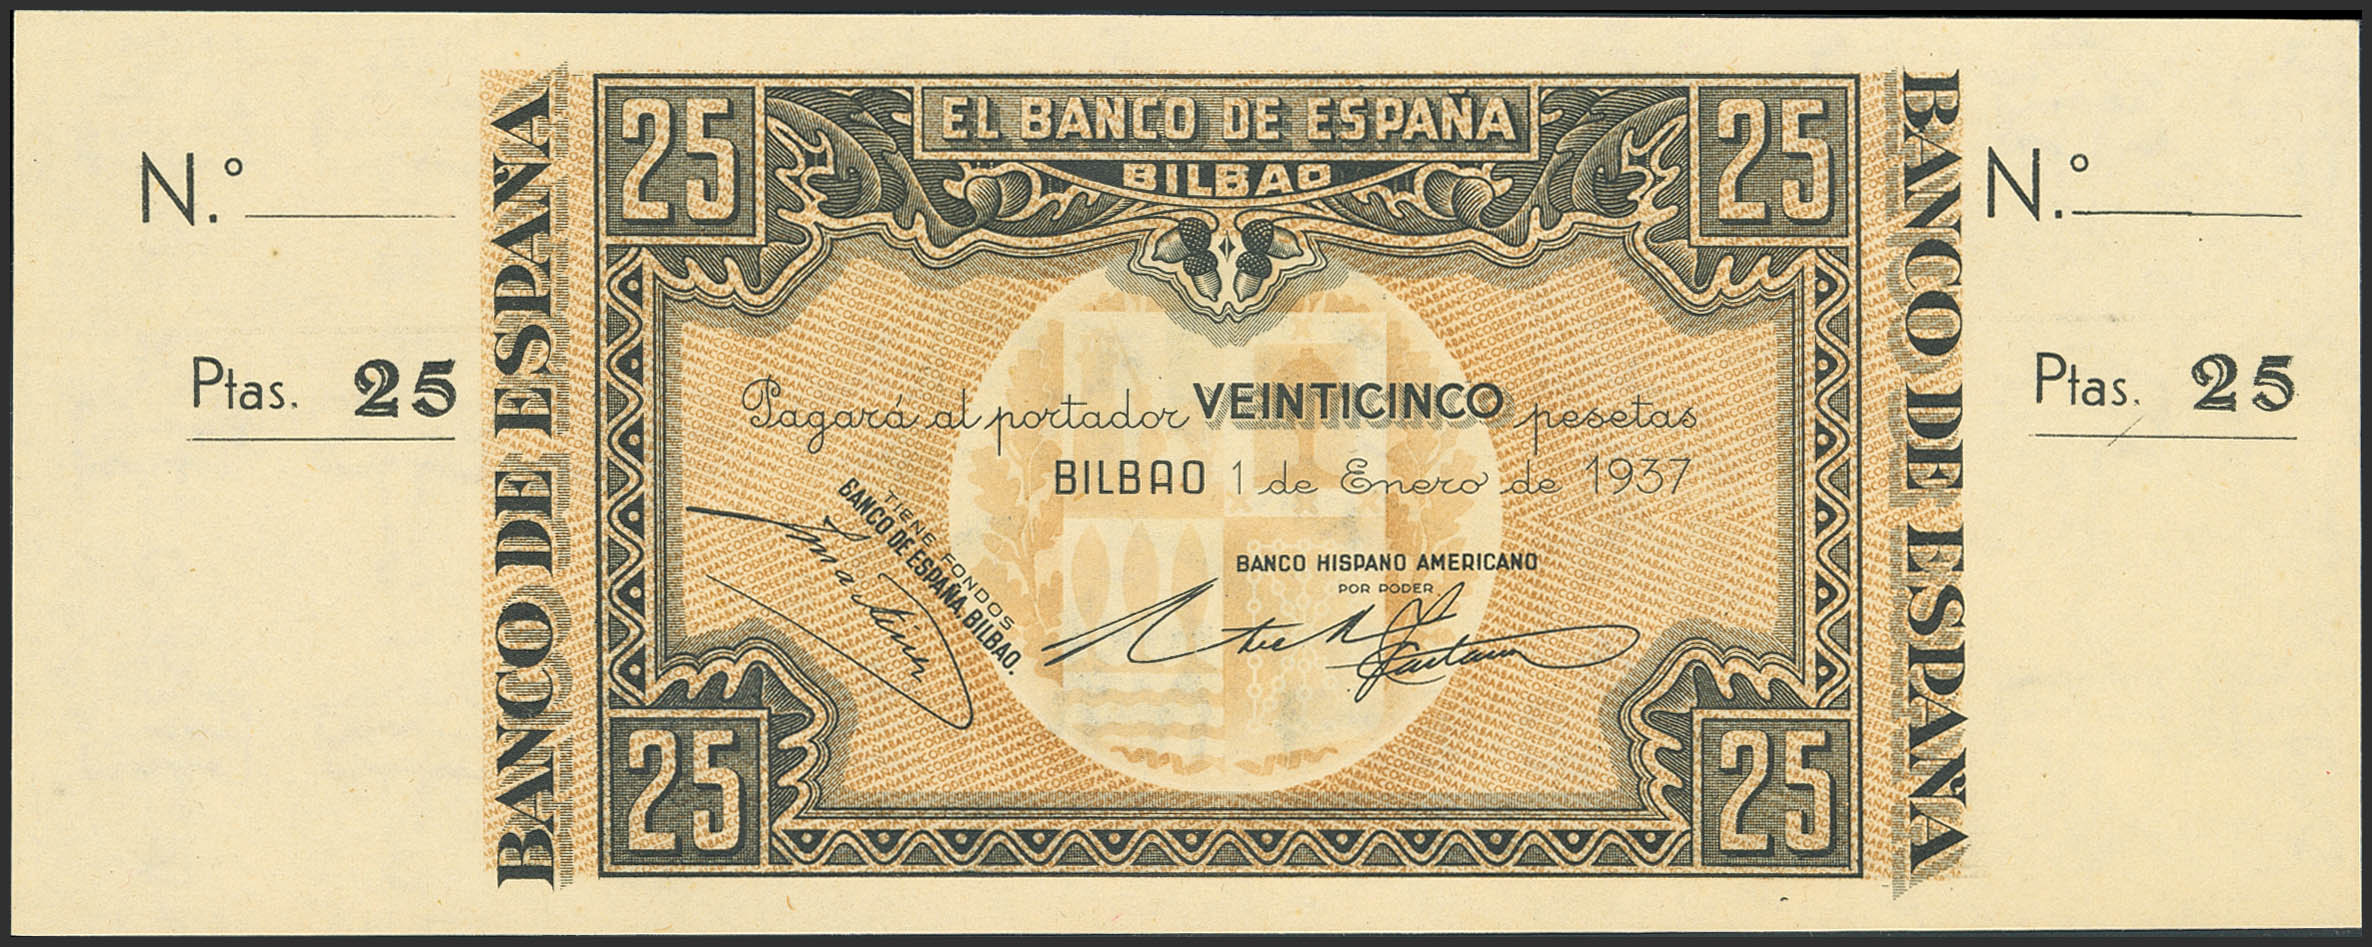 N.º
Ptas. 25
BANCO DE ESPAÑA
25
EL BANCO DE ESPAÑA
25
BILBAO
Pagará al portador VEINTICINCO pesetas
BILBAO 1 de Enero de 1937
TIENE FONDOS
BANCO DE ESPAÑA, BILBAO.
BANCO HISPANO AMERICANO
POR PODER
25
25
BANCO DE ESPAÑA
N.º
Ptas. 25